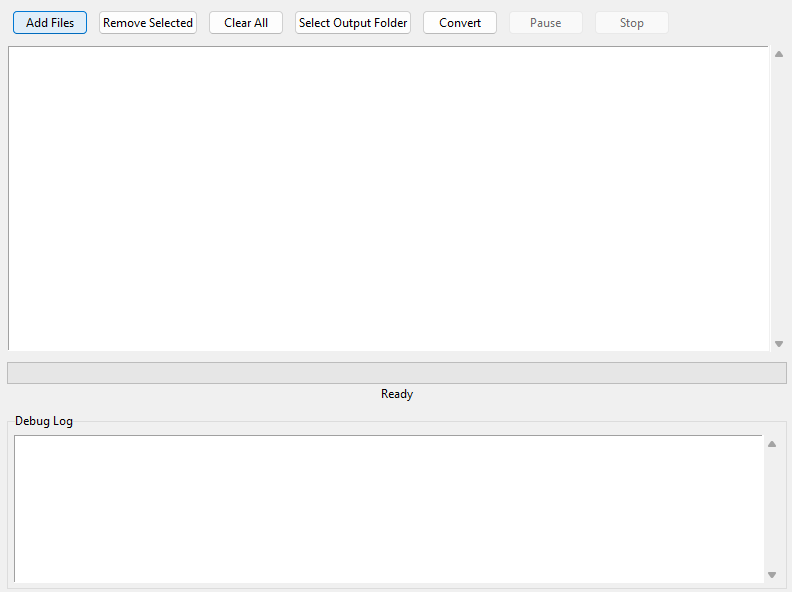 Add Files Remove Selected Clear All Select Output Folder Convert Pause Stop
Ready
Debug Log